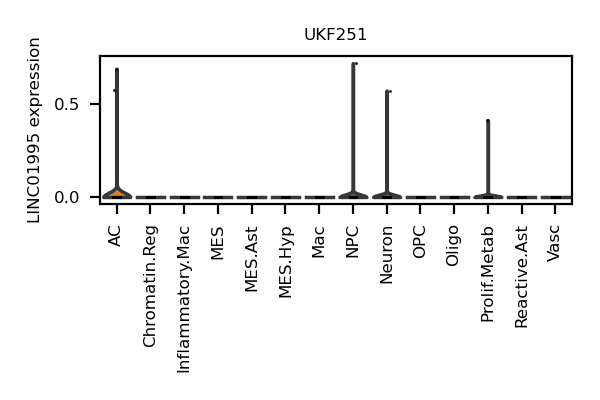 UKF251
LINC01995 expression
0.5
0.0
AC
Chromatin.Reg
Inflammatory.Mac
MES
MES.Ast
MES.Hyp
Mac
NPC
Neuron
OPC
Oligo
Prolif.Metab
Reactive.Ast
Vasc